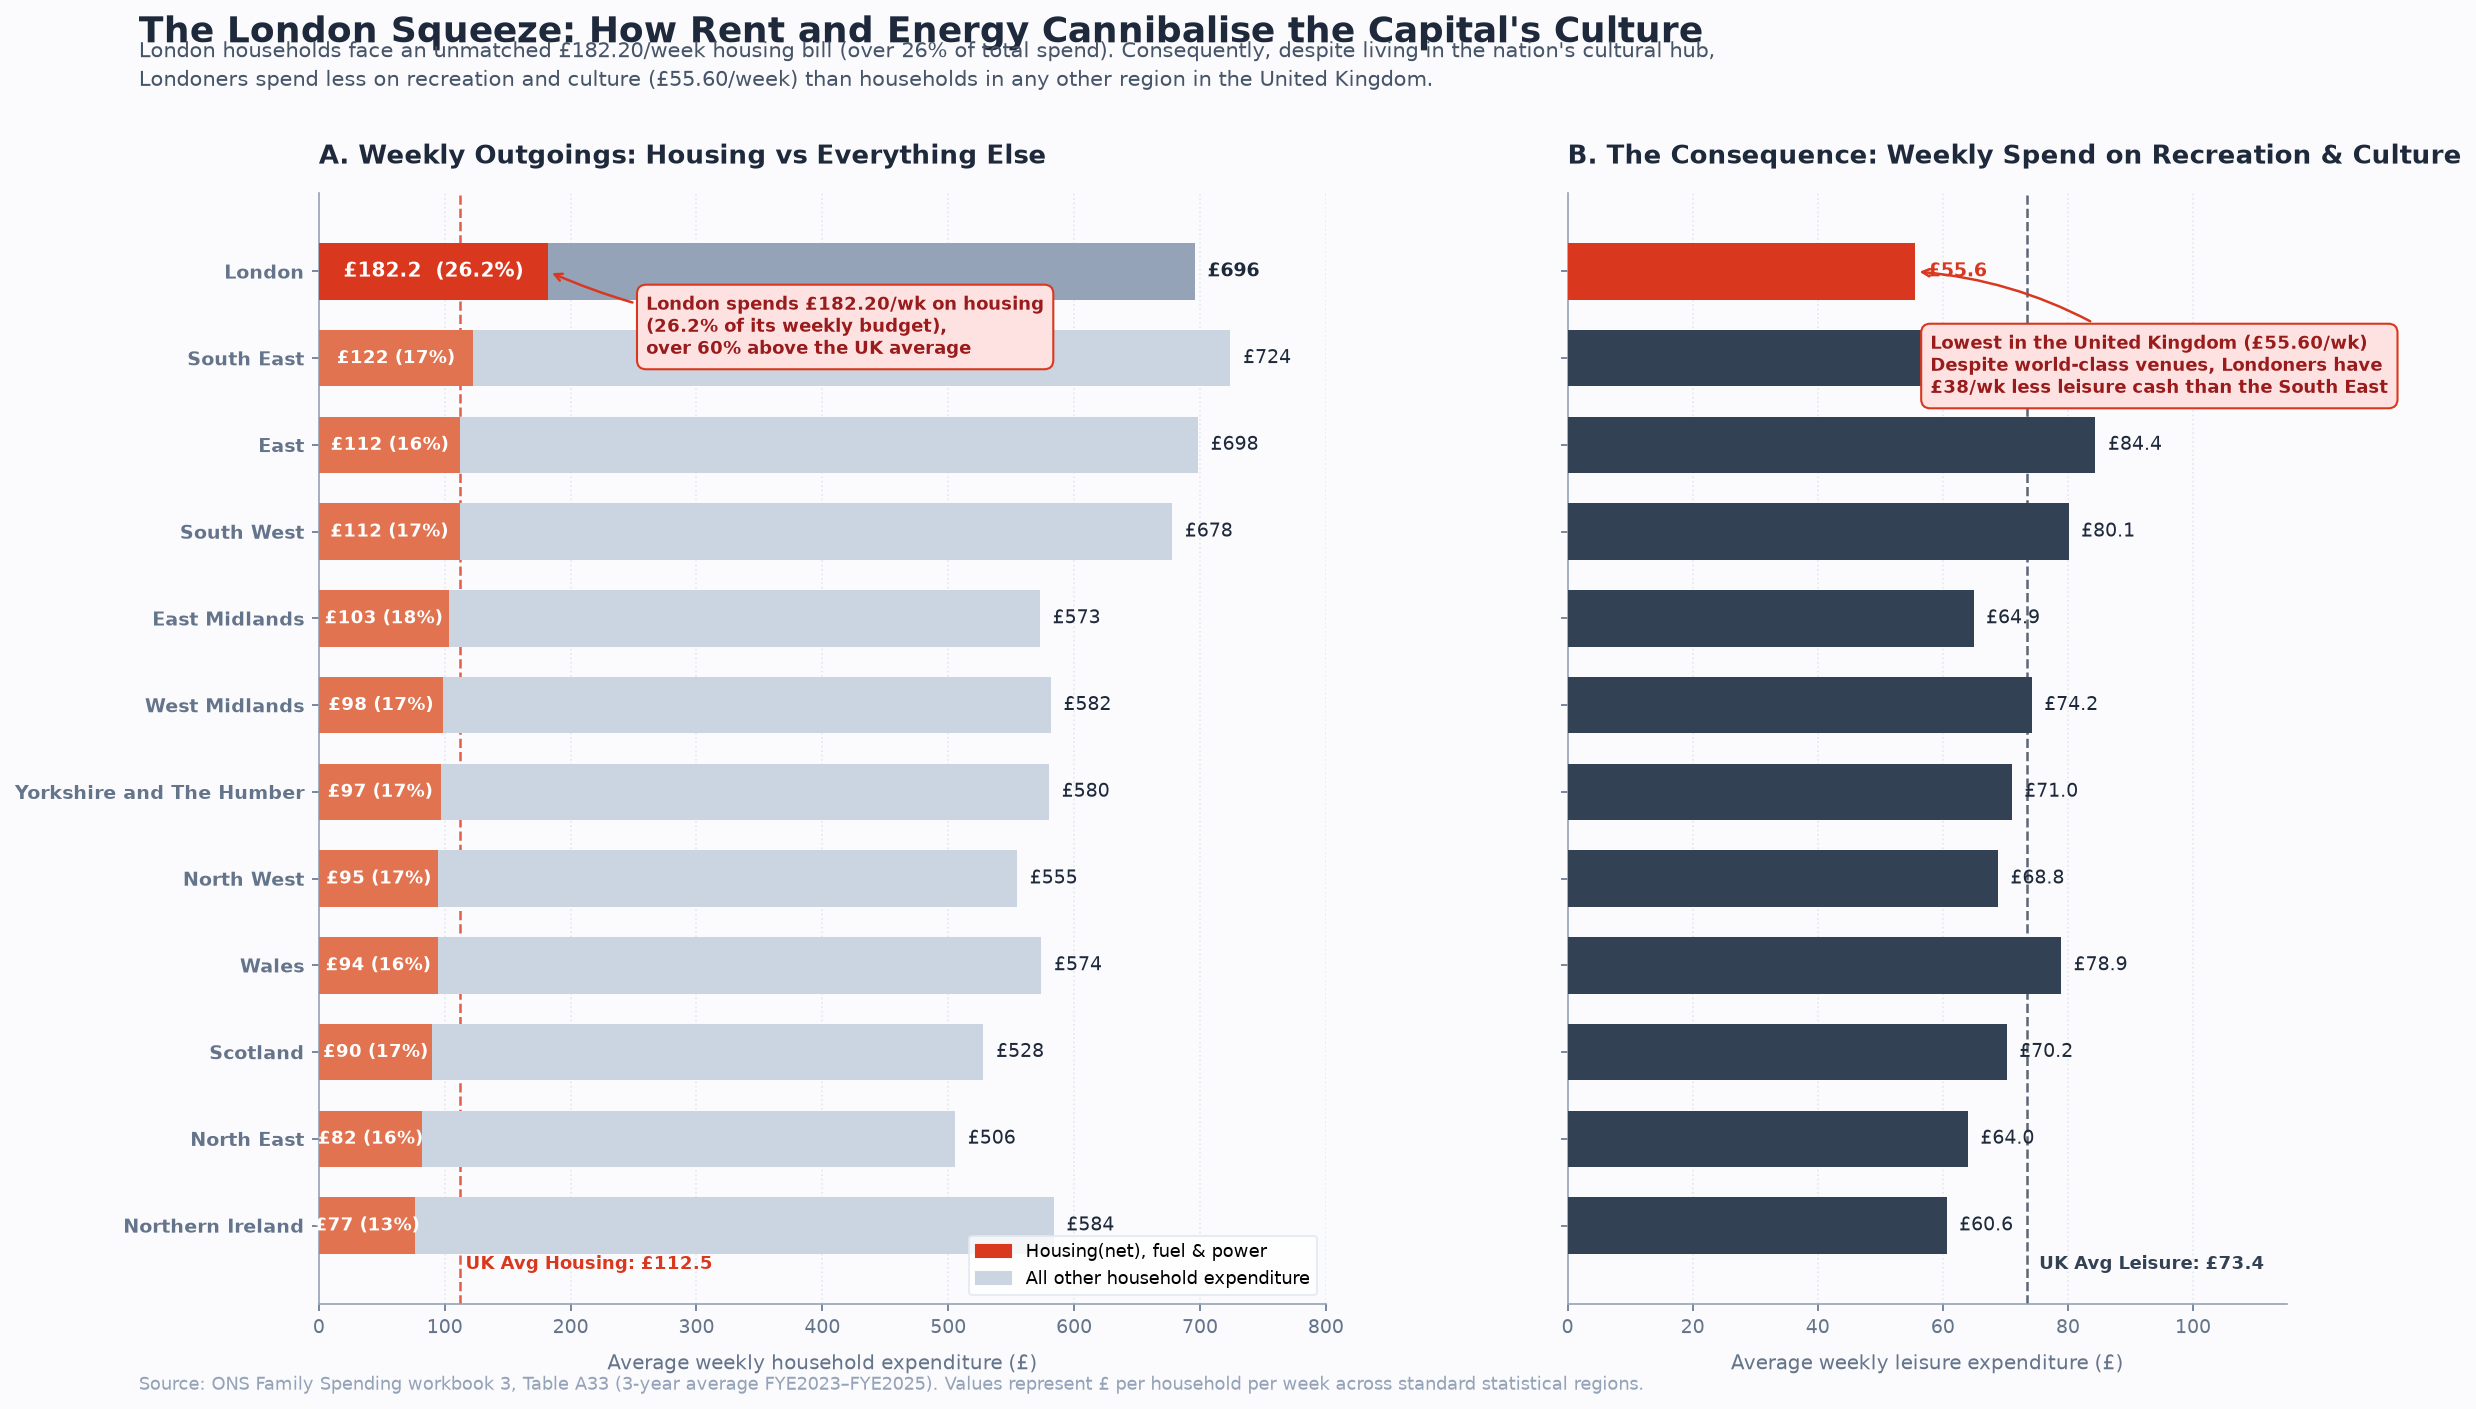 The London Squeeze: How Rent and Energy Cannibalise the Capital's Culture
London households face an unmatched £182.20/week housing bill (over 26% of total spend). Consequently, despite living in the nation's cultural hub,
Londoners spend less on recreation and culture (£55.60/week) than households in any other region in the United Kingdom.
A. Weekly Outgoings: Housing vs Everything Else
London £182.2 (26.2%) £696
London spends £182.20/wk on housing
(26.2% of its weekly budget),
over 60% above the UK average
South East £122 (17%) £724
East £112 (16%) £698
South West £112 (17%) £678
East Midlands £103 (18%) £573
West Midlands £98 (17%) £582
Yorkshire and The Humber £97 (17%) £580
North West £95 (17%) £555
Wales £94 (16%) £574
Scotland £90 (17%) £528
North East £82 (16%) £506
Northern Ireland £77 (13%) £584
UK Avg Housing: £112.5
Housing(net), fuel & power
All other household expenditure
0 100 200 300 400 500 600 700 800
Average weekly household expenditure (£)
B. The Consequence: Weekly Spend on Recreation & Culture
£55.6
Lowest in the United Kingdom (£55.60/wk)
Despite world-class venues, Londoners have
£38/wk less leisure cash than the South East
£84.4
£80.1
£64.9
£74.2
£71.0
£68.8
£78.9
£70.2
£64.0
£60.6
UK Avg Leisure: £73.4
0 20 40 60 80 100
Average weekly leisure expenditure (£)
Source: ONS Family Spending workbook 3, Table A33 (3-year average FYE2023–FYE2025). Values represent £ per household per week across standard statistical regions.